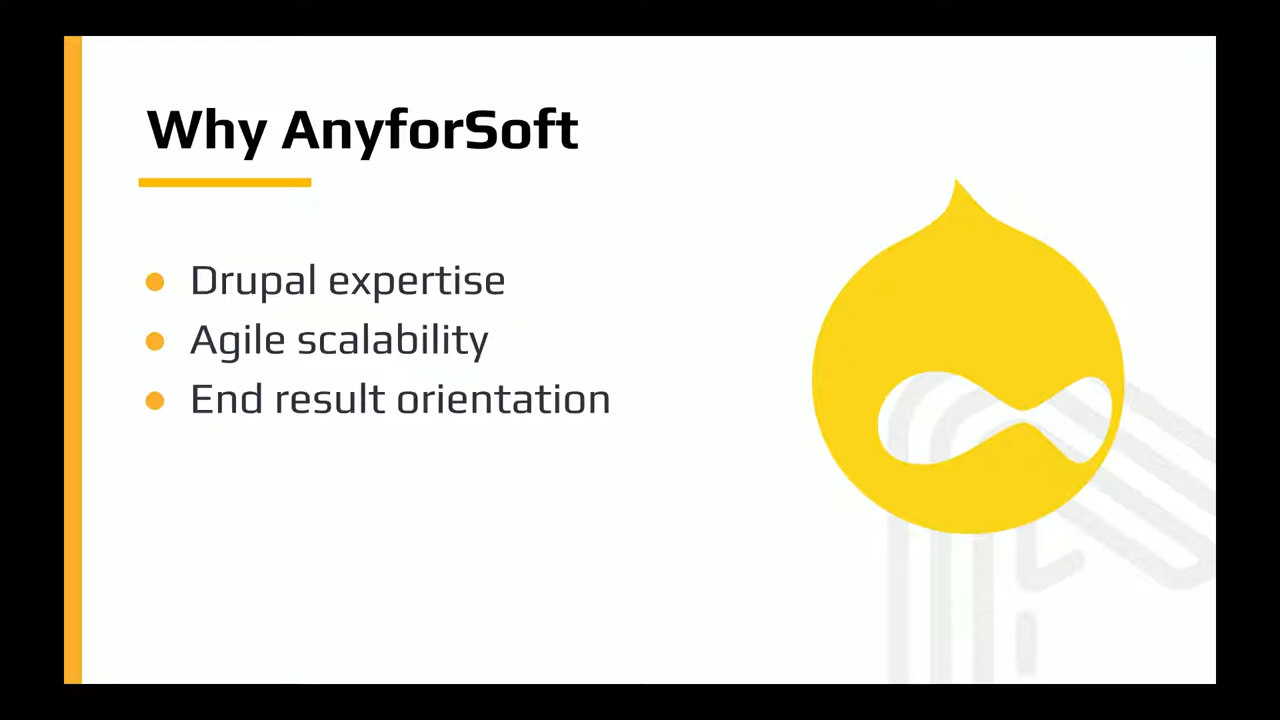 Why AnyforSoft
Drupal expertise
Agile scalability
End result orientation